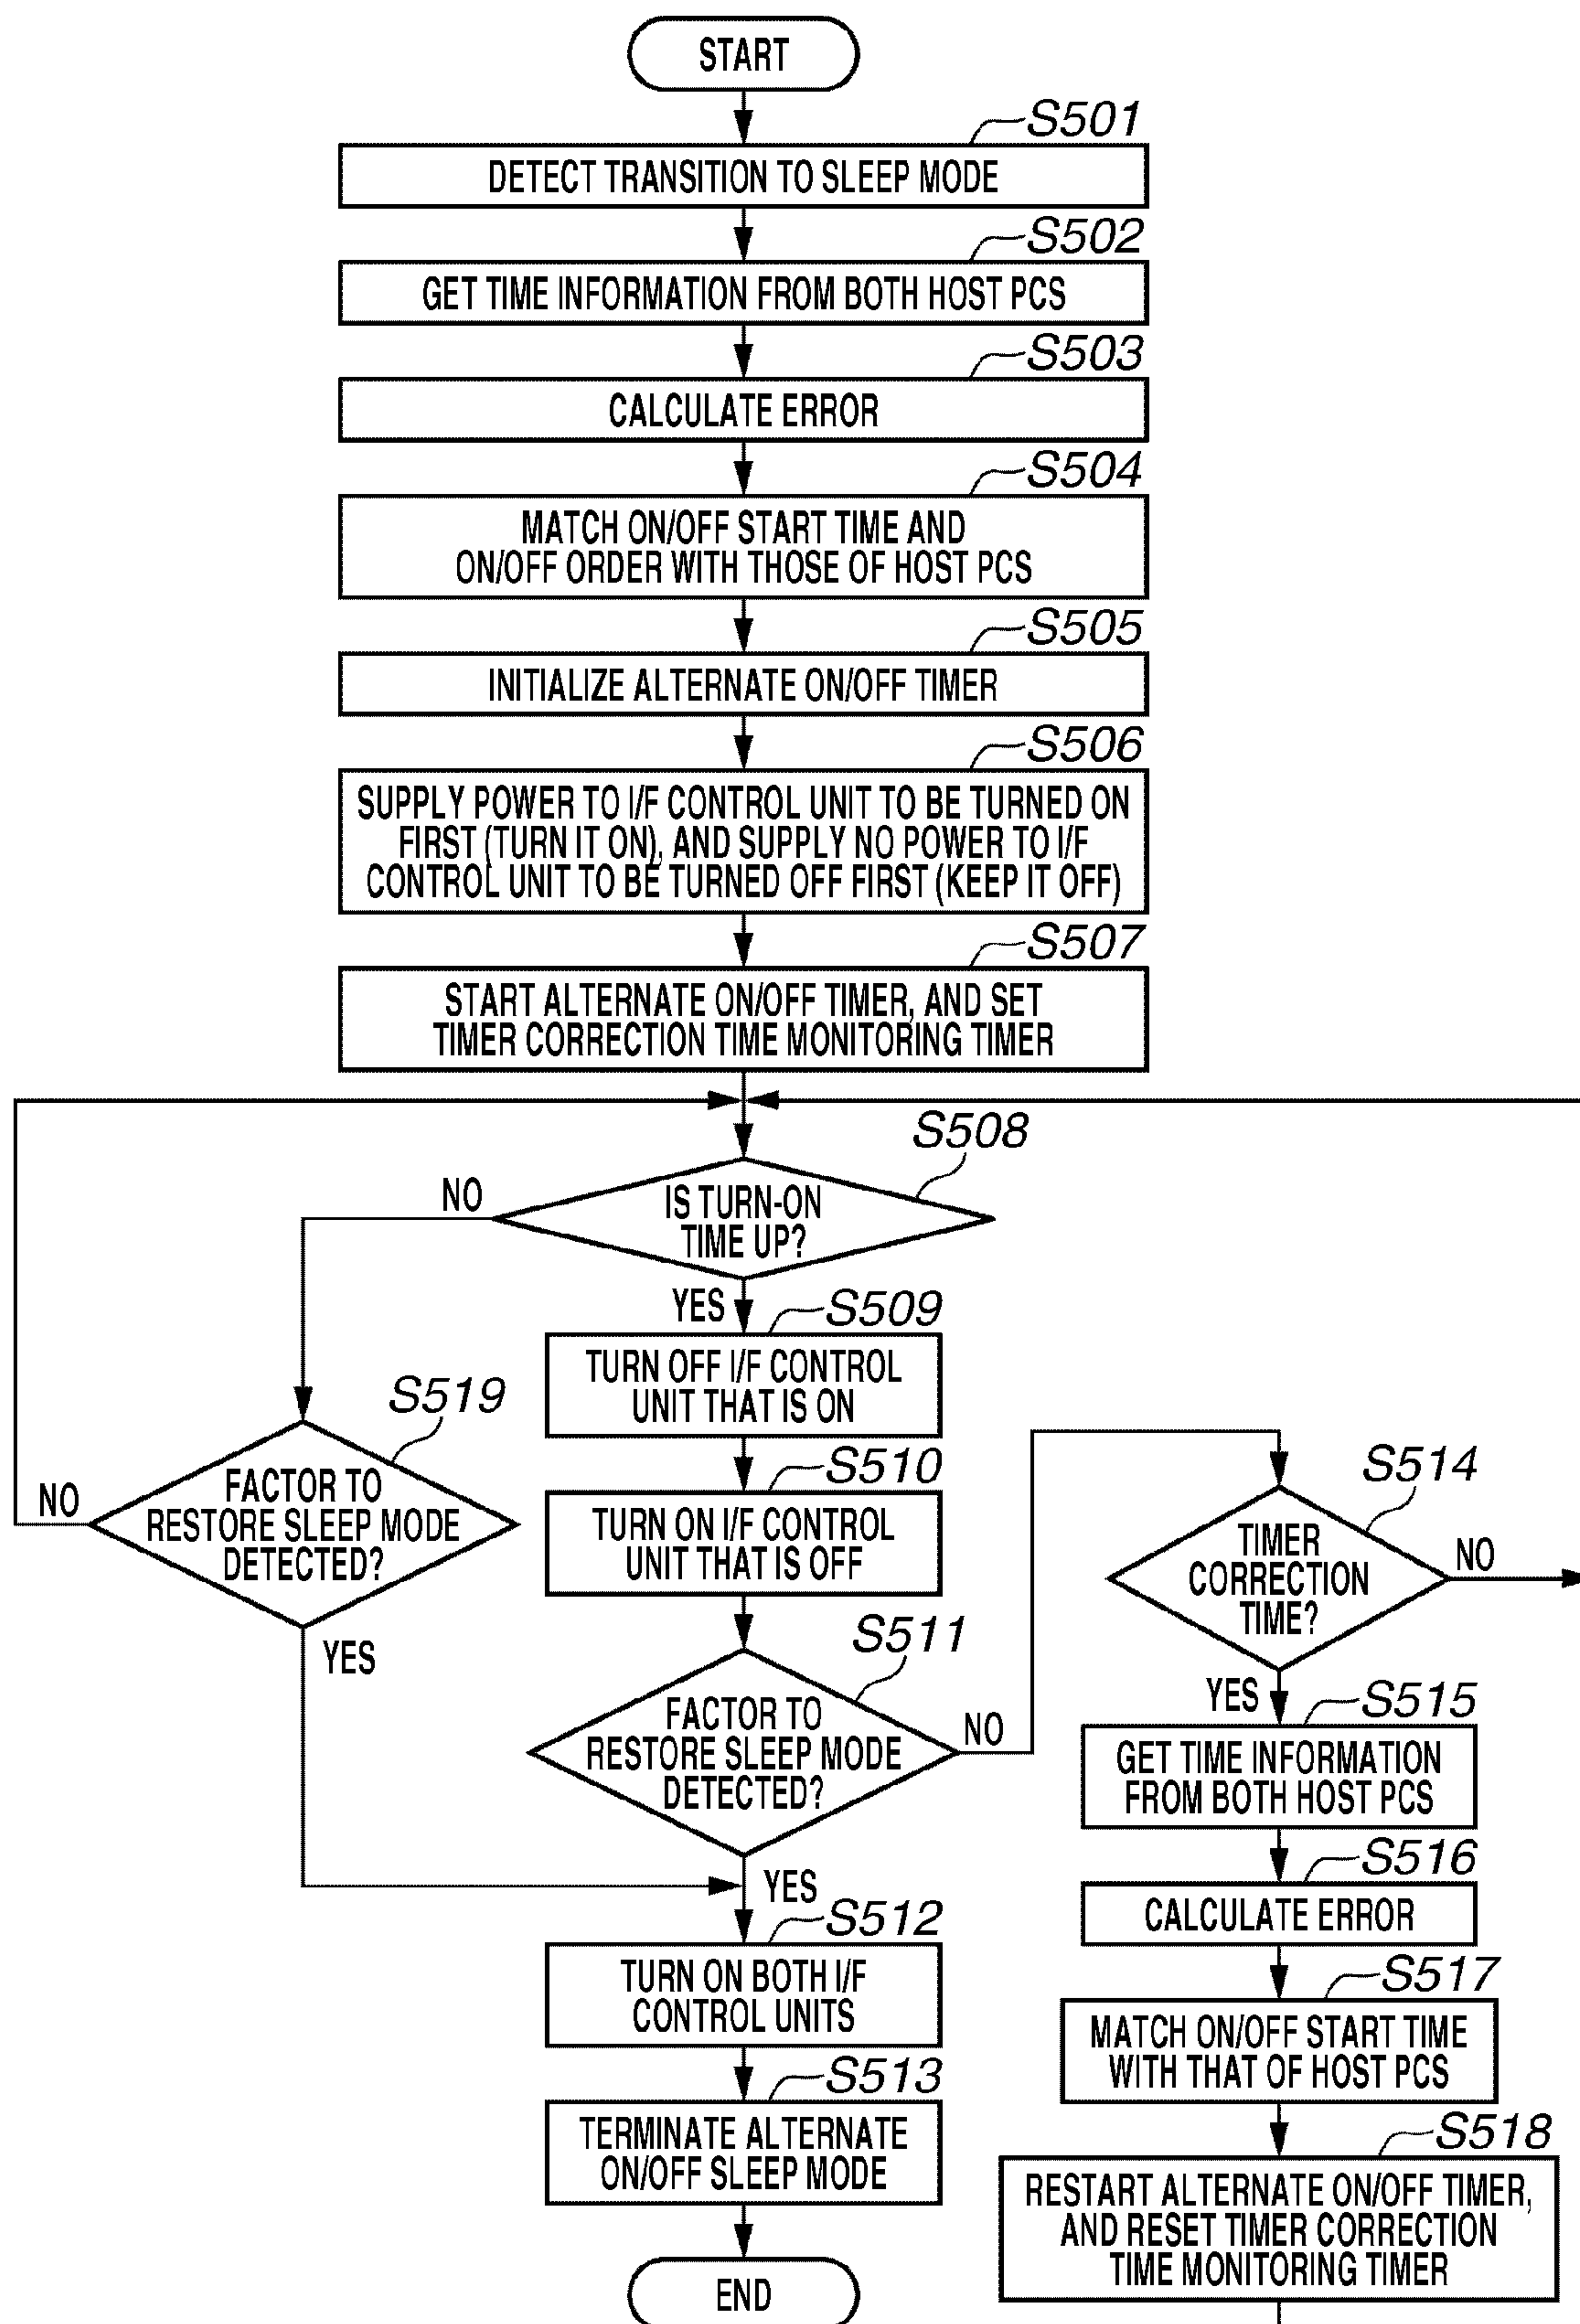 START
S501
DETECT TRANSITION TO SLEEP MODE
S502
GET TIME INFORMATION FROM BOTH HOST PCS
S503
CALCULATE ERROR
S504
MATCH ON/OFF START TIME AND
ON/OFF ORDER WITH THOSE OF HOST PCS
S505
INITIALIZE ALTERNATE ON/OFF TIMER
S506
SUPPLY POWER TO I/F CONTROL UNIT TO BE TURNED ON
FIRST (TURN IT ON), AND SUPPLY NO POWER TO I/F
CONTROL UNIT TO BE TURNED OFF FIRST (KEEP IT OFF)
S507
START ALTERNATE ON/OFF TIMER, AND SET
TIMER CORRECTION TIME MONITORING TIMER
S508
NO
IS TURN-ON
TIME UP?
YES
S509
TURN OFF I/F CONTROL
UNIT THAT IS ON
S519
NO
FACTOR TO
RESTORE SLEEP MODE
DETECTED?
YES
S510
TURN ON I/F CONTROL
UNIT THAT IS OFF
S511
FACTOR TO
RESTORE SLEEP MODE
DETECTED?
NO
YES
S512
TURN ON BOTH I/F
CONTROL UNITS
S513
TERMINATE ALTERNATE
ON/OFF SLEEP MODE
END
S514
TIMER
CORRECTION
TIME?
NO
YES
S515
GET TIME INFORMATION
FROM BOTH HOST PCS
S516
CALCULATE ERROR
S517
MATCH ON/OFF START TIME
WITH THAT OF HOST PCS
S518
RESTART ALTERNATE ON/OFF TIMER,
AND RESET TIMER CORRECTION
TIME MONITORING TIMER